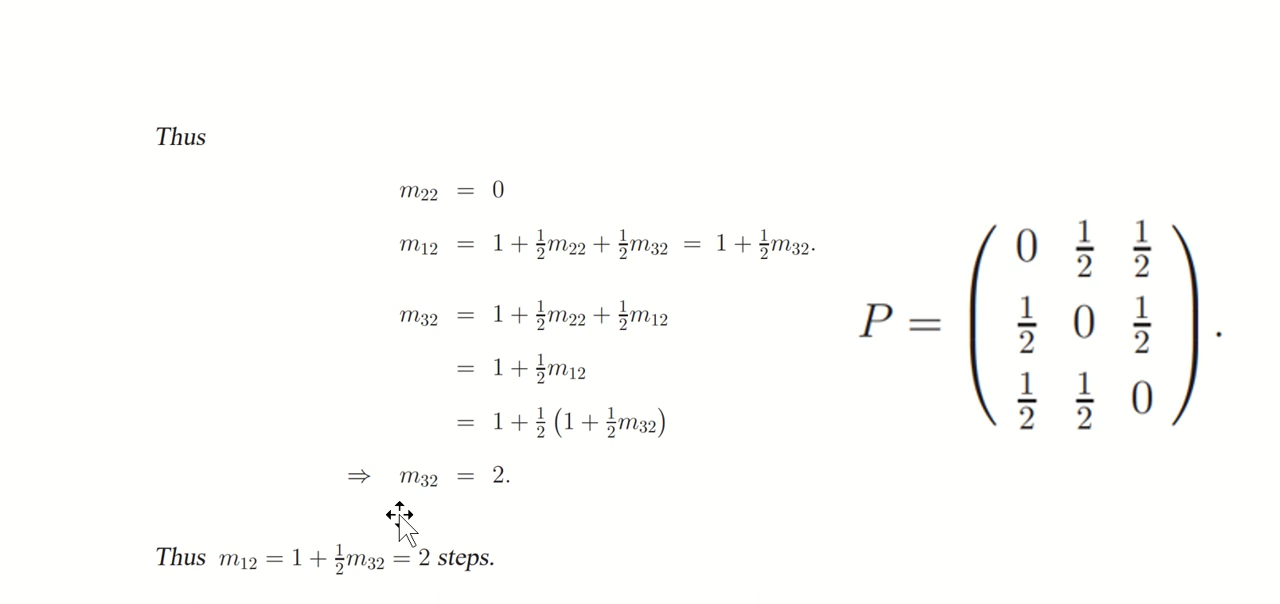 Thus
m₂₂ = 0
m₁₂ = 1 + ½m₂₂ + ½m₃₂ = 1 + ½m₃₂.
m₃₂ = 1 + ½m₂₂ + ½m₁₂
= 1 + ½m₁₂
= 1 + ½ (1 + ½m₃₂)
⇒ m₃₂ = 2.
Thus m₁₂ = 1 + ½m₃₂ = 2 steps.
P = ( 0 ½ ½
½ 0 ½
½ ½ 0 ) .